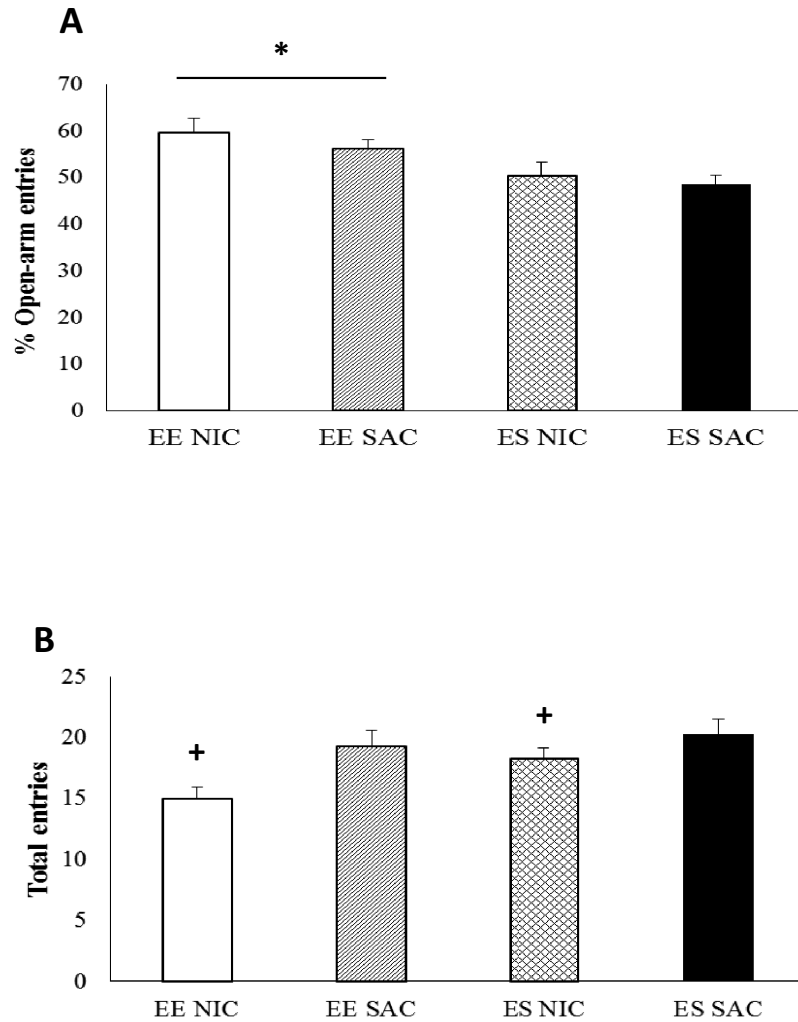 A
*
70
60
50
40
30
20
10
0
% Open-arm entries
EE NIC EE SAC ES NIC ES SAC
B
25
20
15
10
5
0
Total entries
+ +
EE NIC EE SAC ES NIC ES SAC